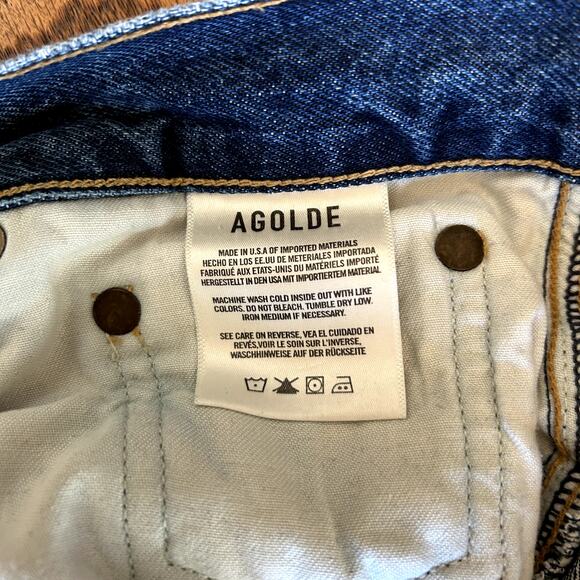 AGOLDE
MADE IN U.S.A OF IMPORTED MATERIALS
HECHO EN LOS EE.UU DE METERIALES IMPORTADA
FABRIQUÉ AUX ETATS-UNIS DU MATÉRIELS IMPORTÉ
HERGESTELLT IN DEN USA MIT IMPORTIERTEM MATERIAL
MACHINE WASH COLD INSIDE OUT WITH LIKE
COLORS. DO NOT BLEACH. TUMBLE DRY LOW.
IRON MEDIUM IF NECESSARY.
SEE CARE ON REVERSE, VEA EL CUIDADO EN
REVÉS,VOIR LE SOIN SUR L'INVERSE,
WASCHHINWEISE AUF DER RÜCKSEITE